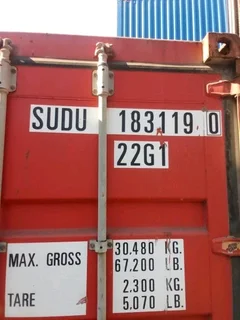 SUDU 183119 0
22G1
MAX. GROSS 30.480 KG.
67.200 LB.
TARE 2.300 KG.
5.070 LB.